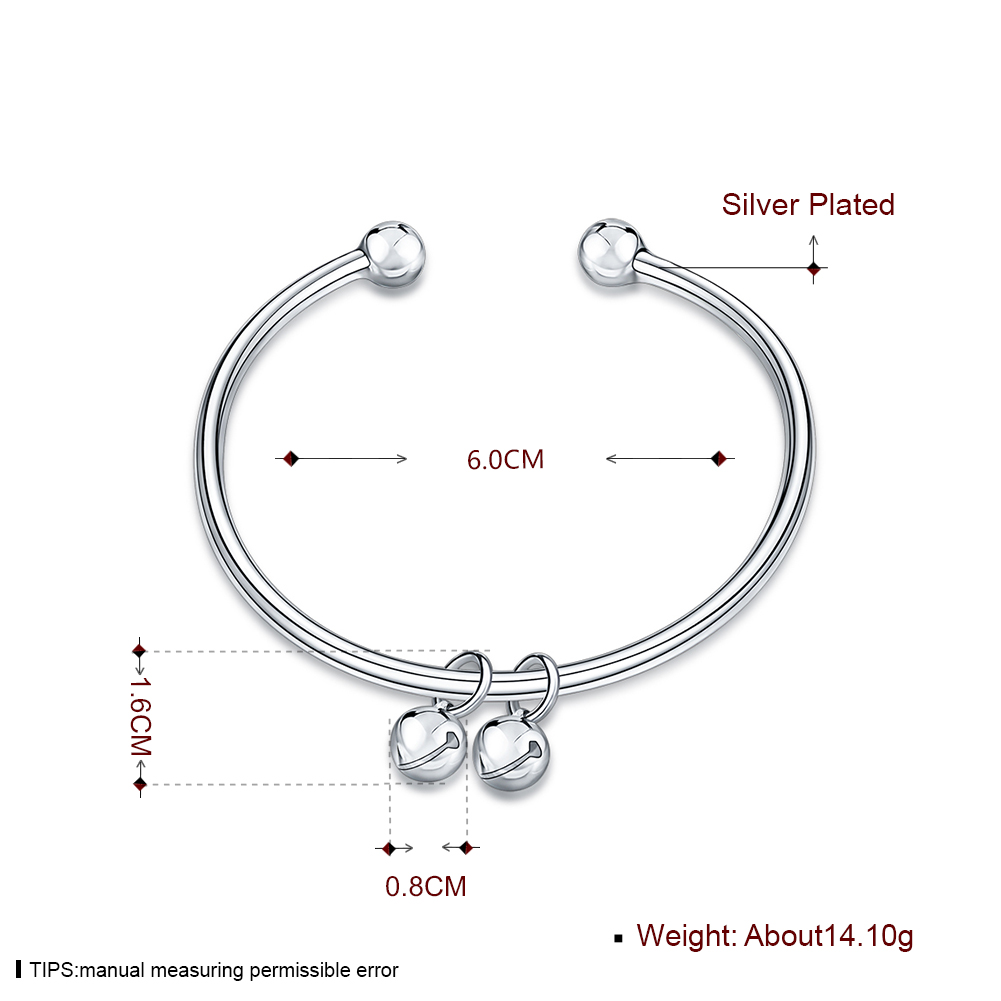 Silver Plated
6.0CM
1.6CM
0.8CM
Weight: About14.10g
TIPS:manual measuring permissible error